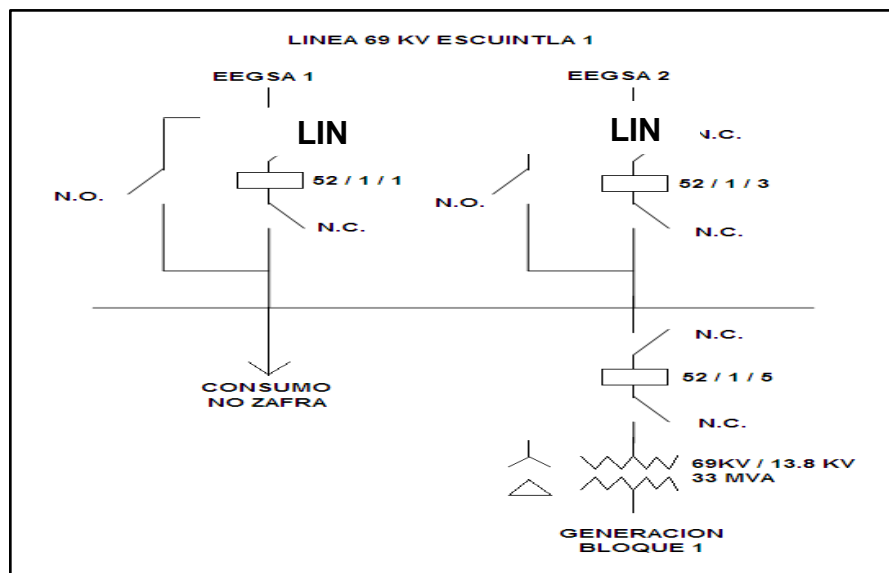 LINEA 69 KV ESCUINTLA 1
EEGSA 1
EEGSA 2
LIN
LIN
N.C.
52 / 1 / 1
52 / 1 / 3
N.O.
N.O.
N.C.
N.C.
N.C.
CONSUMO
NO ZAFRA
52 / 1 / 5
N.C.
69KV / 13.8 KV
33 MVA
GENERACION
BLOQUE 1